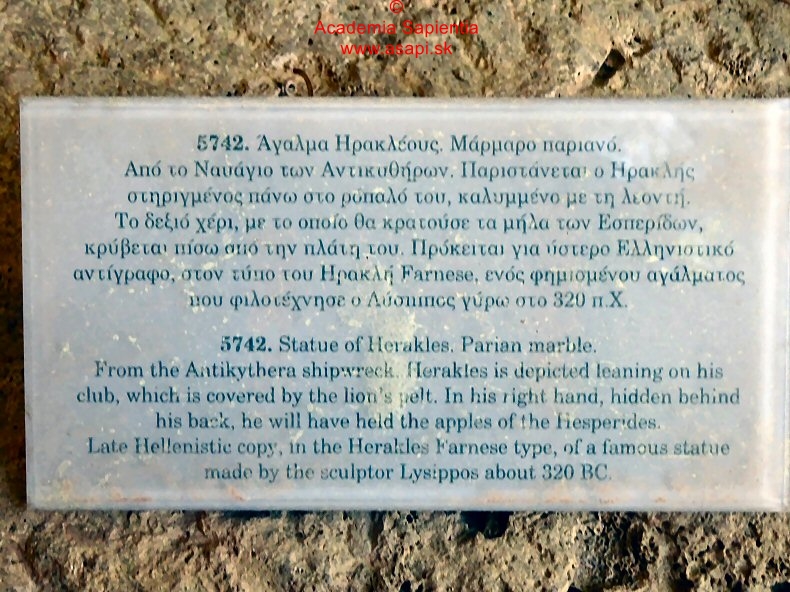 ©
Academia Sapientia
www.asapi.sk
5742. Άγαλμα Ηρακλέους. Μάρμαρο παριανό.
Από το Ναυάγιο των Αντικυθήρων. Παριστάνεται ο Ηρακλής
στηριγμένος πάνω στο ρόπαλό του, καλυμμένο με τη λεοντή.
Το δεξιό χέρι, με το οποίο θα κρατούσε τα μήλα των Εσπερίδων,
κρύβεται πίσω από την πλάτη του. Πρόκειται για ύστερο Ελληνιστικό
αντίγραφο, στον τύπο του Ηρακλή Farnese, ενός φημισμένου αγάλματος
που φιλοτέχνησε ο Λύσιππος γύρω στο 320 π.Χ.
5742. Statue of Herakles. Parian marble.
From the Antikythera shipwreck. Herakles is depicted leaning on his
club, which is covered by the lion's pelt. In his right hand, hidden behind
his back, he will have held the apples of the Hesperides.
Late Hellenistic copy, in the Herakles Farnese type, of a famous statue
made by the sculptor Lysippos about 320 BC.